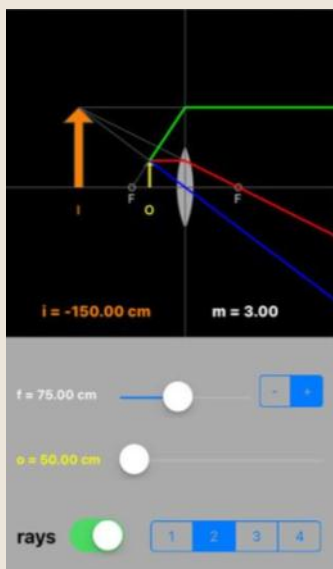 F
F
I
O
i = -150.00 cm
m = 3.00
f = 75.00 cm
-
+
o = 50.00 cm
rays
1
2
3
4